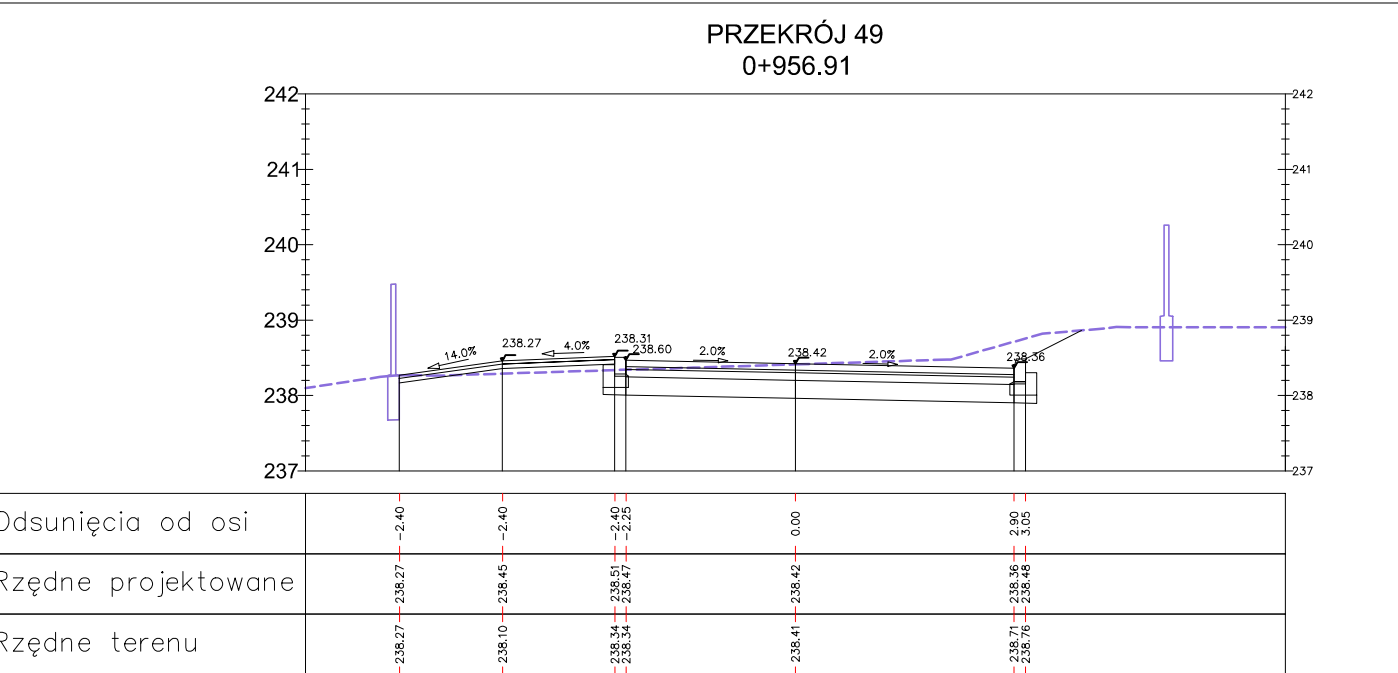 PRZEKRÓJ 49
0+956.91
242 242
241 241
240 240
239 239
238 238
237 237
14.0% 238.27 4.0% 238.31 238.60 2.0% 238.42 2.0% 238.36
Odsunięcia od osi -2.40 -2.40 -2.40 -2.25 0.00 2.90 3.05
Rzędne projektowane 238.27 238.45 238.51 238.47 238.42 238.36 238.48
Rzędne terenu 238.27 238.10 238.34 238.34 238.41 238.71 238.76